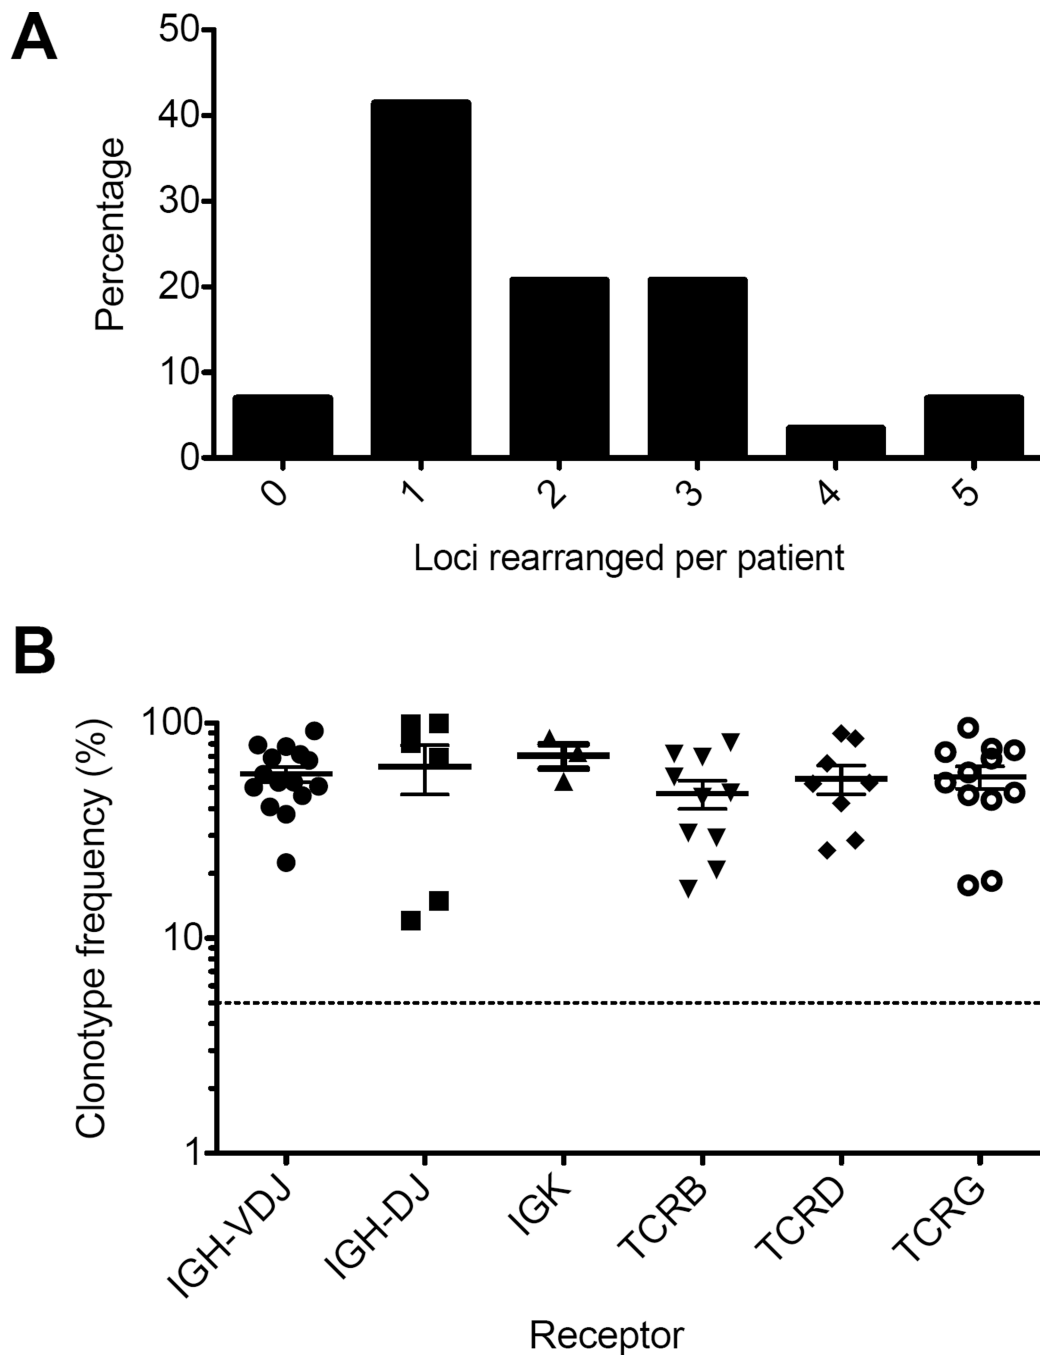 A
50
40
30
20
10
0
Percentage
0 1 2 3 4 5
Loci rearranged per patient
B
100
10
1
Clonotype frequency (%)
IGH-VDJ IGH-DJ IGK TCRB TCRD TCRG
Receptor